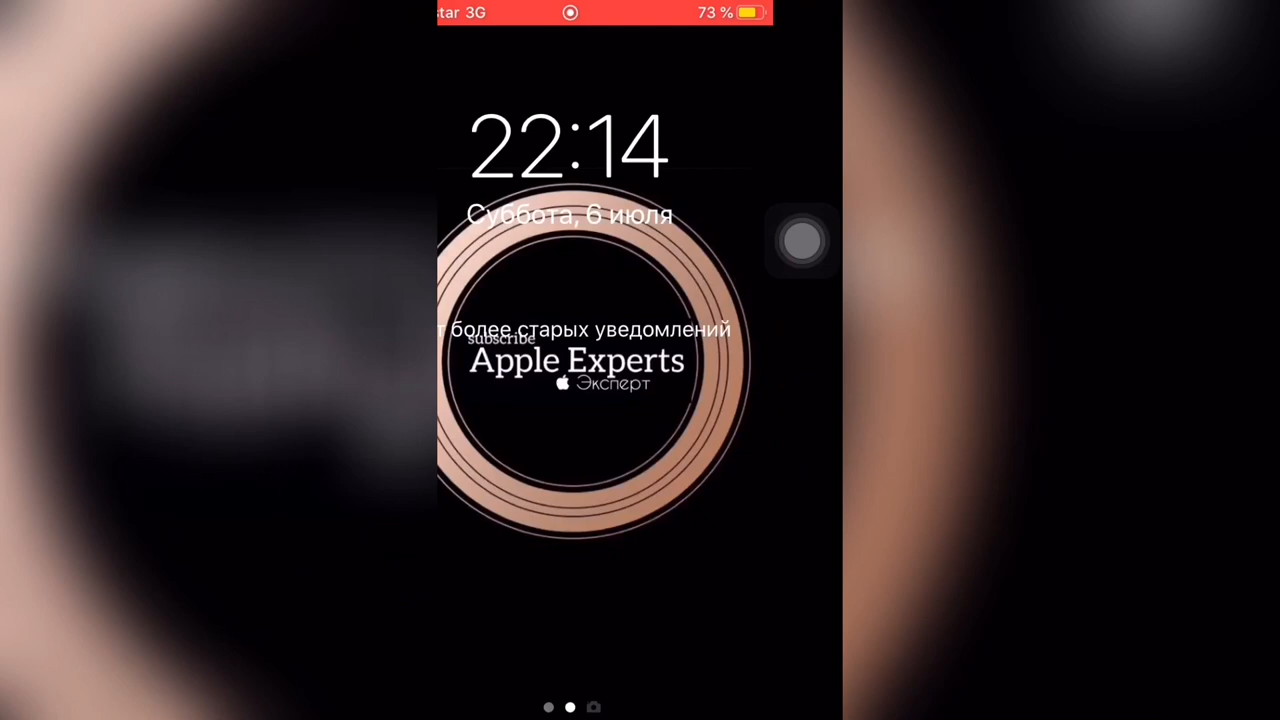 star 3G 73 %
22:14
Суббота, 6 июля
т более старых уведомлений
subscribe
Apple Experts
Эксперт